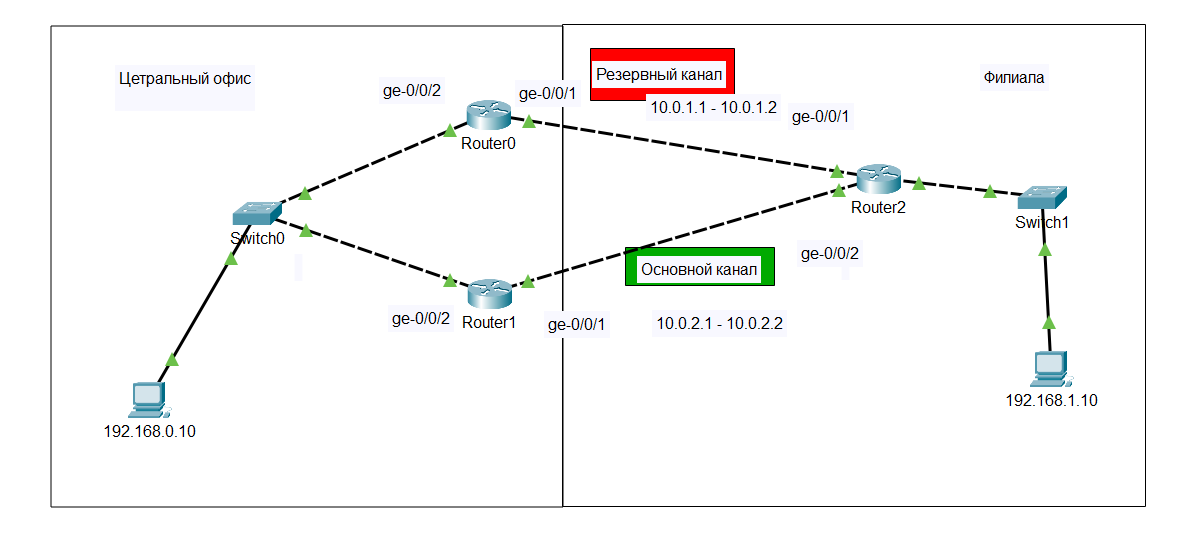 Цетральный офис
ge-0/0/2
ge-0/0/1
Router0
Резервный канал
10.0.1.1 - 10.0.1.2
ge-0/0/1
Филиала
Router2
Switch1
Switch0
ge-0/0/2
Router1
ge-0/0/1
Основной канал
10.0.2.1 - 10.0.2.2
ge-0/0/2
192.168.0.10
192.168.1.10